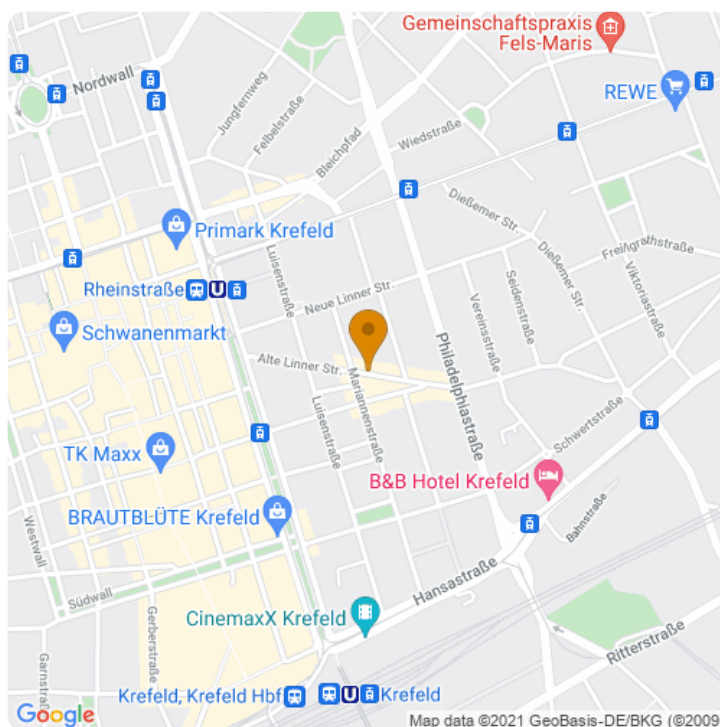 Gemeinschaftspraxis
Fels-Maris
Nordwall
REWE
Jungfernweg
Felbelstraße
Bleichpfad
Wiedstraße
Primark Krefeld
Dießemer Str.
Dießemer Str.
Freiligrathstraße
Luisenstraße
Rheinstraße
U
Neue Linner Str.
Seidenstraße
Viktoriastraße
Vereinsstraße
Schwanenmarkt
Philadelphiastraße
Alte Linner Str.
Mariannenstraße
Luisenstraße
Schwertstraße
TK Maxx
B&B Hotel Krefeld
BRAUTBLÜTE Krefeld
Westwall
Bahnstraße
Südwall
Hansastraße
CinemaxX Krefeld
Gerberstraße
Ritterstraße
Garnstraße
Krefeld, Krefeld Hbf
U
Krefeld
Google
Map data ©2021 GeoBasis-DE/BKG (©2009